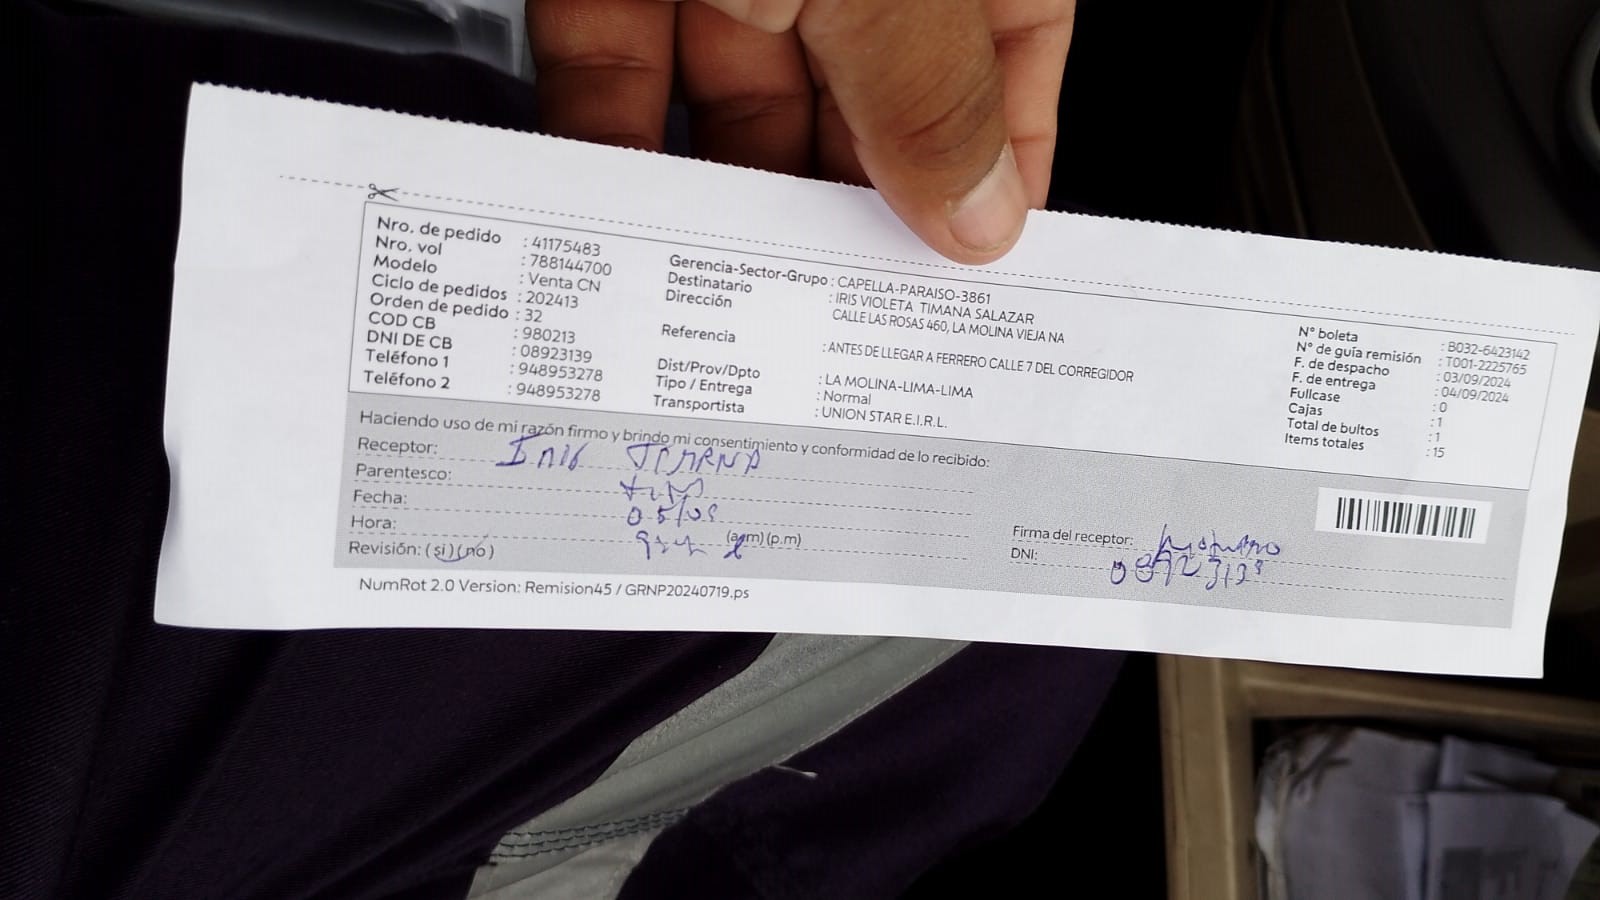 Nro. de pedido : 41175483
Nro. vol : 788144700
Modelo : Venta CN
Ciclo de pedidos : 202413
Orden de pedido : 32
COD CB : 980213
DNI DE CB : 08923139
Teléfono 1 : 948953278
Teléfono 2 : 948953278
Gerencia-Sector-Grupo : CAPELLA-PARAISO-3861
Destinatario : IRIS VIOLETA TIMANA SALAZAR
Dirección : CALLE LAS ROSAS 460, LA MOLINA VIEJA NA
Referencia : ANTES DE LLEGAR A FERRERO CALLE 7 DEL CORREGIDOR
Dist/Prov/Dpto : LA MOLINA-LIMA-LIMA
Tipo / Entrega : Normal
Transportista : UNION STAR E.I.R.L.
N° boleta : B032-6423142
N° de guía remisión : T001-2225765
F. de despacho : 03/09/2024
F. de entrega : 04/09/2024
Fullcase : 0
Cajas : 1
Total de bultos : 1
Items totales : 15
Haciendo uso de mi razón firmo y brindo mi consentimiento y conformidad de lo recibido:
Receptor:
Parentesco:
Fecha:
Hora: (a.m) (p.m)
Revisión: (si) (no)
Firma del receptor:
DNI:
NumRot 2.0 Version: Remision45 / GRNP20240719.ps